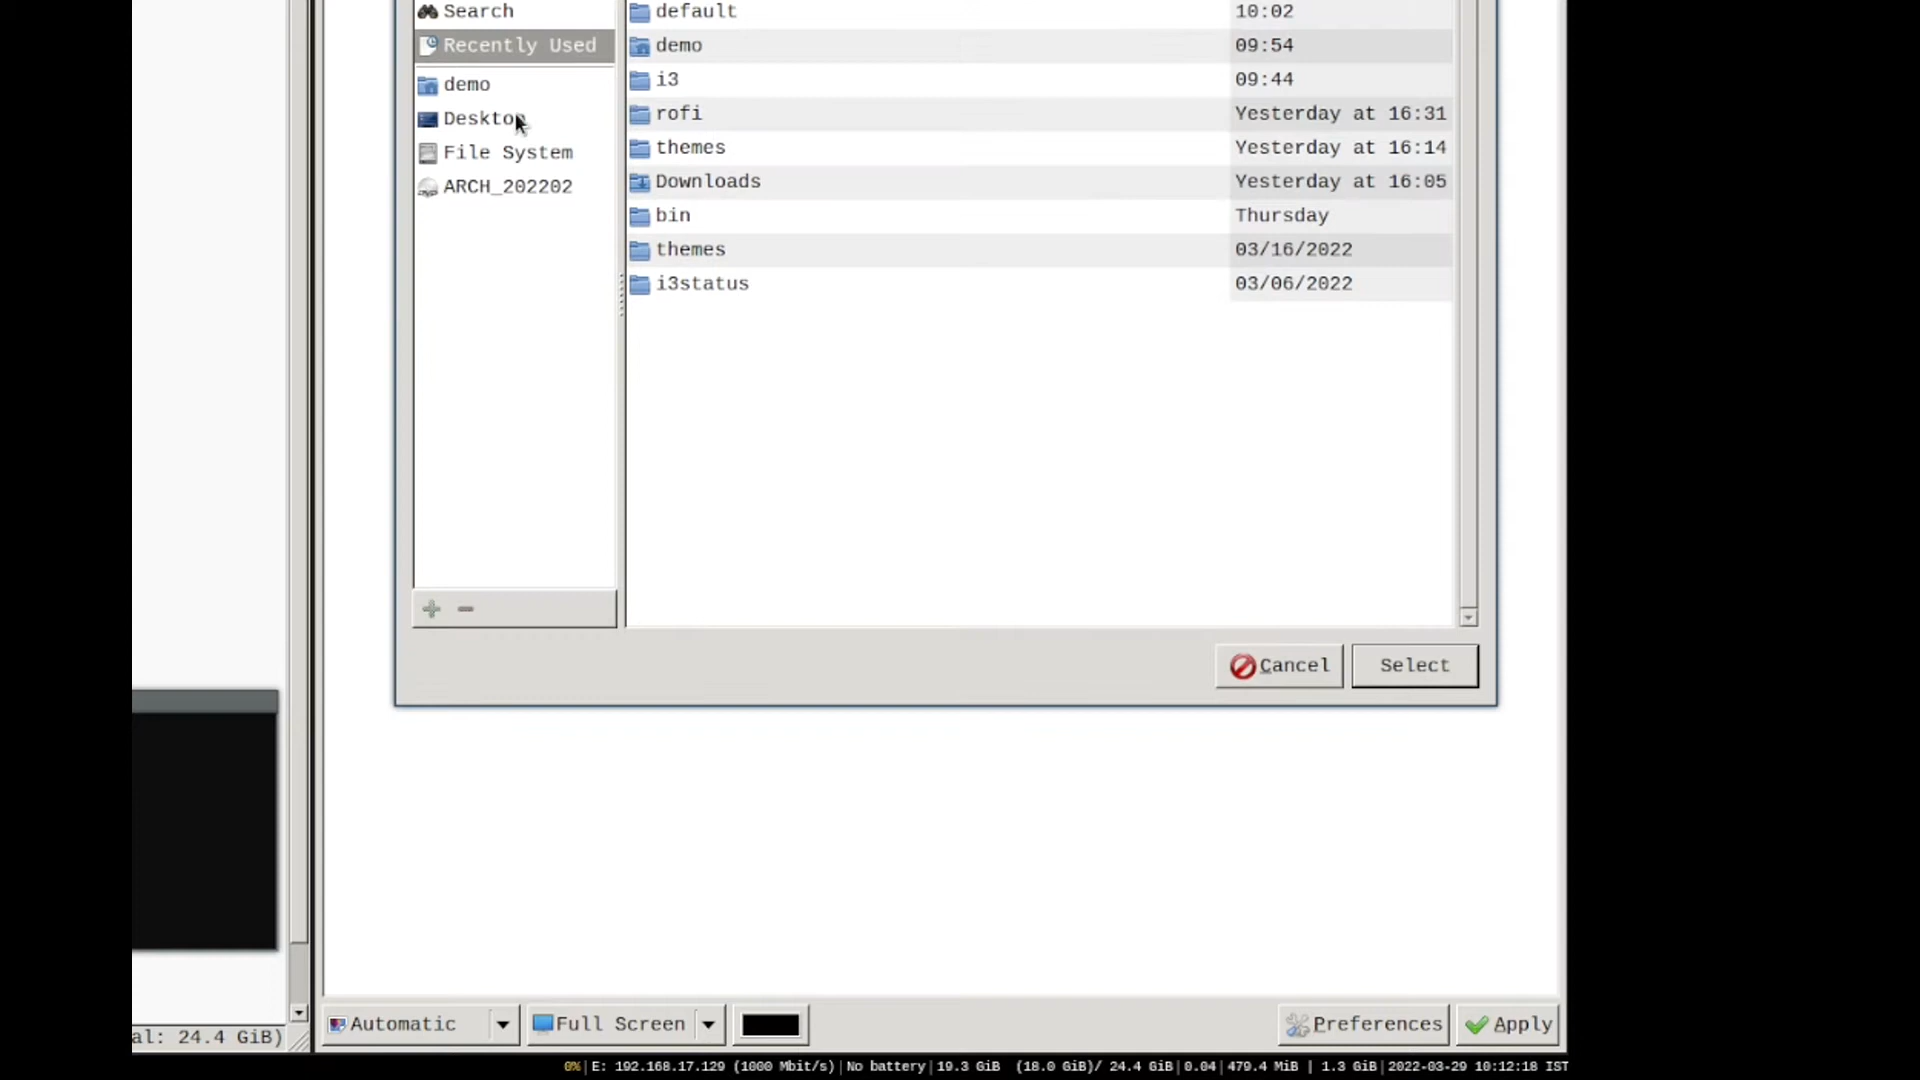 Search
Recently Used
demo
Desktop
File System
ARCH_202202
default 10:02
demo 09:54
i3 09:44
rofi Yesterday at 16:31
themes Yesterday at 16:14
Downloads Yesterday at 16:05
bin Thursday
themes 03/16/2022
i3status 03/06/2022
Cancel Select
al: 24.4 GiB)
Automatic Full Screen Preferences Apply
0%|E: 192.168.17.129 (1000 Mbit/s)|No battery|19.3 GiB (18.0 GiB)/ 24.4 GiB|0.04|479.4 MiB | 1.3 GiB|2022-03-29 10:12:18 IST